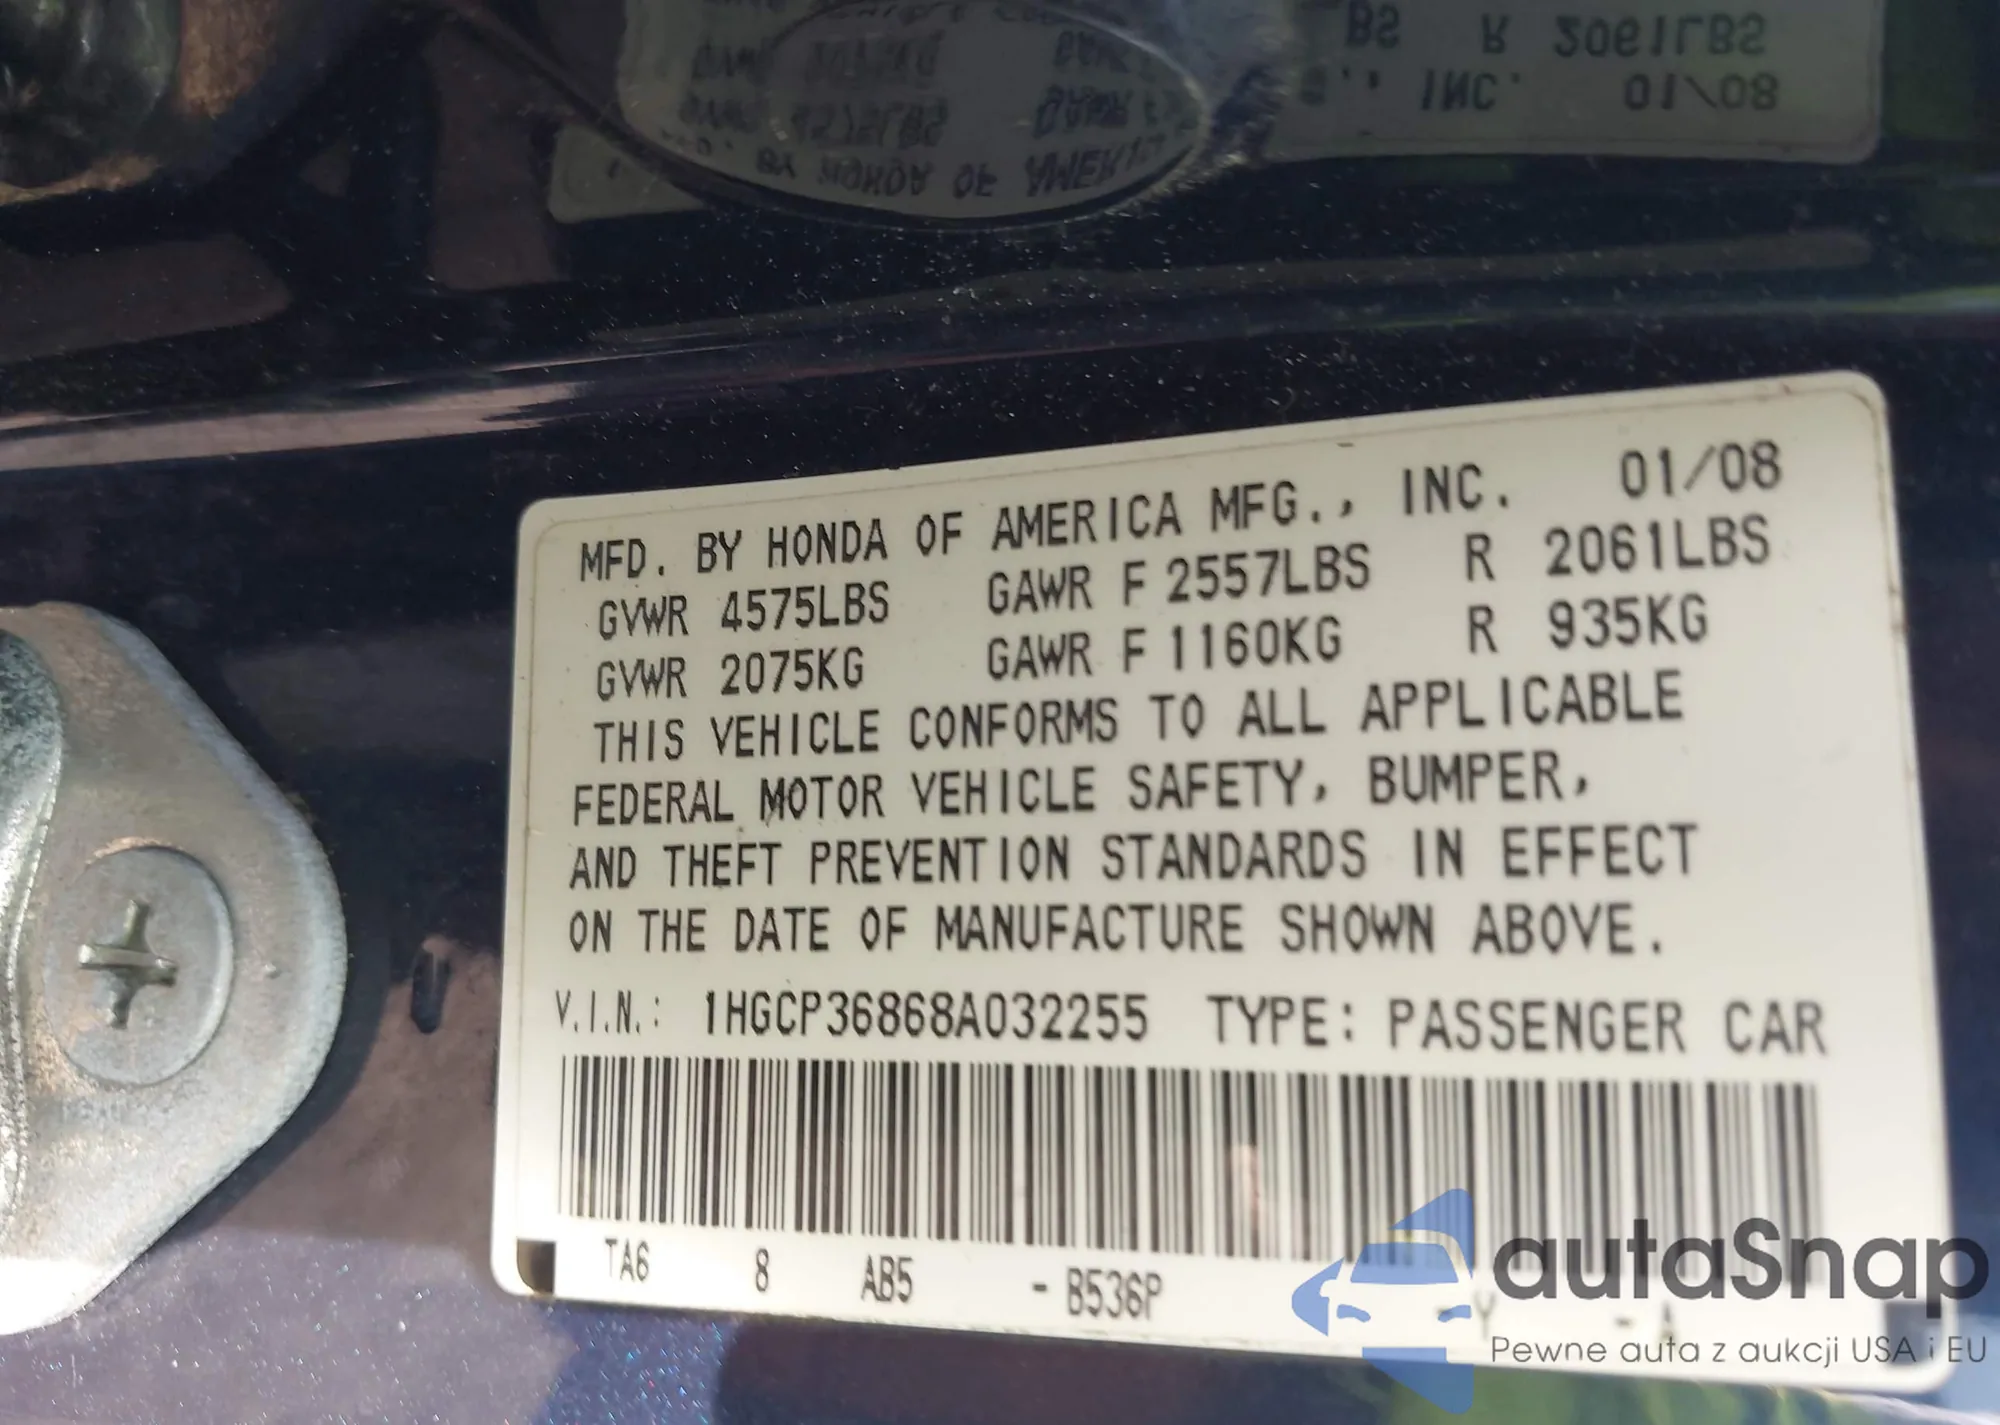 MFD. BY HONDA OF AMERICA MFG., INC. 01/08
GVWR 4575LBS GAWR F 2557LBS R 2061LBS
GVWR 2075KG GAWR F 1160KG R 935KG
THIS VEHICLE CONFORMS TO ALL APPLICABLE
FEDERAL MOTOR VEHICLE SAFETY, BUMPER,
AND THEFT PREVENTION STANDARDS IN EFFECT
ON THE DATE OF MANUFACTURE SHOWN ABOVE.
V.I.N.: 1HGCP36868A032255 TYPE: PASSENGER CAR
TA6 8 AB5 - B536P - Y - A
autaSnap
Pewne auta z aukcji USA i EU